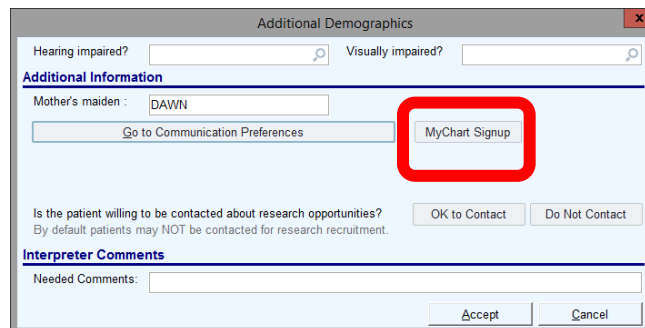 Additional Demographics
x
Hearing impaired? Visually impaired?
Additional Information
Mother's maiden : DAWN
Go to Communication Preferences MyChart Signup
Is the patient willing to be contacted about research opportunities? OK to Contact Do Not Contact
By default patients may NOT be contacted for research recruitment.
Interpreter Comments
Needed Comments:
Accept Cancel